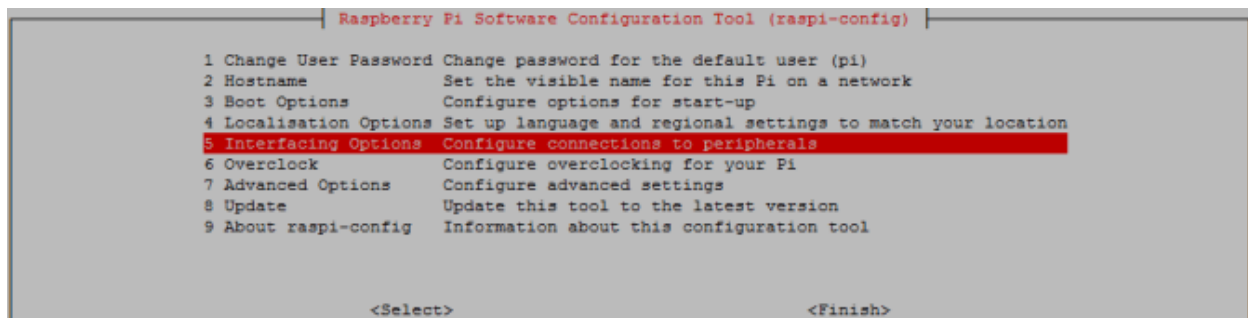 Raspberry Pi Software Configuration Tool (raspi-config)
1 Change User Password Change password for the default user (pi)
2 Hostname Set the visible name for this Pi on a network
3 Boot Options Configure options for start-up
4 Localisation Options Set up language and regional settings to match your location
5 Interfacing Options Configure connections to peripherals
6 Overclock Configure overclocking for your Pi
7 Advanced Options Configure advanced settings
8 Update Update this tool to the latest version
9 About raspi-config Information about this configuration tool
<Select> <Finish>